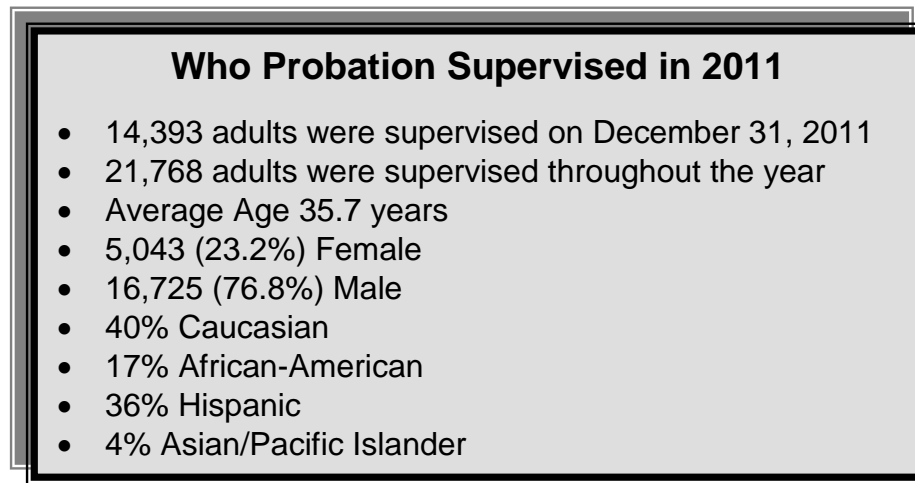 Who Probation Supervised in 2011
• 14,393 adults were supervised on December 31, 2011
• 21,768 adults were supervised throughout the year
• Average Age 35.7 years
• 5,043 (23.2%) Female
• 16,725 (76.8%) Male
• 40% Caucasian
• 17% African-American
• 36% Hispanic
• 4% Asian/Pacific Islander